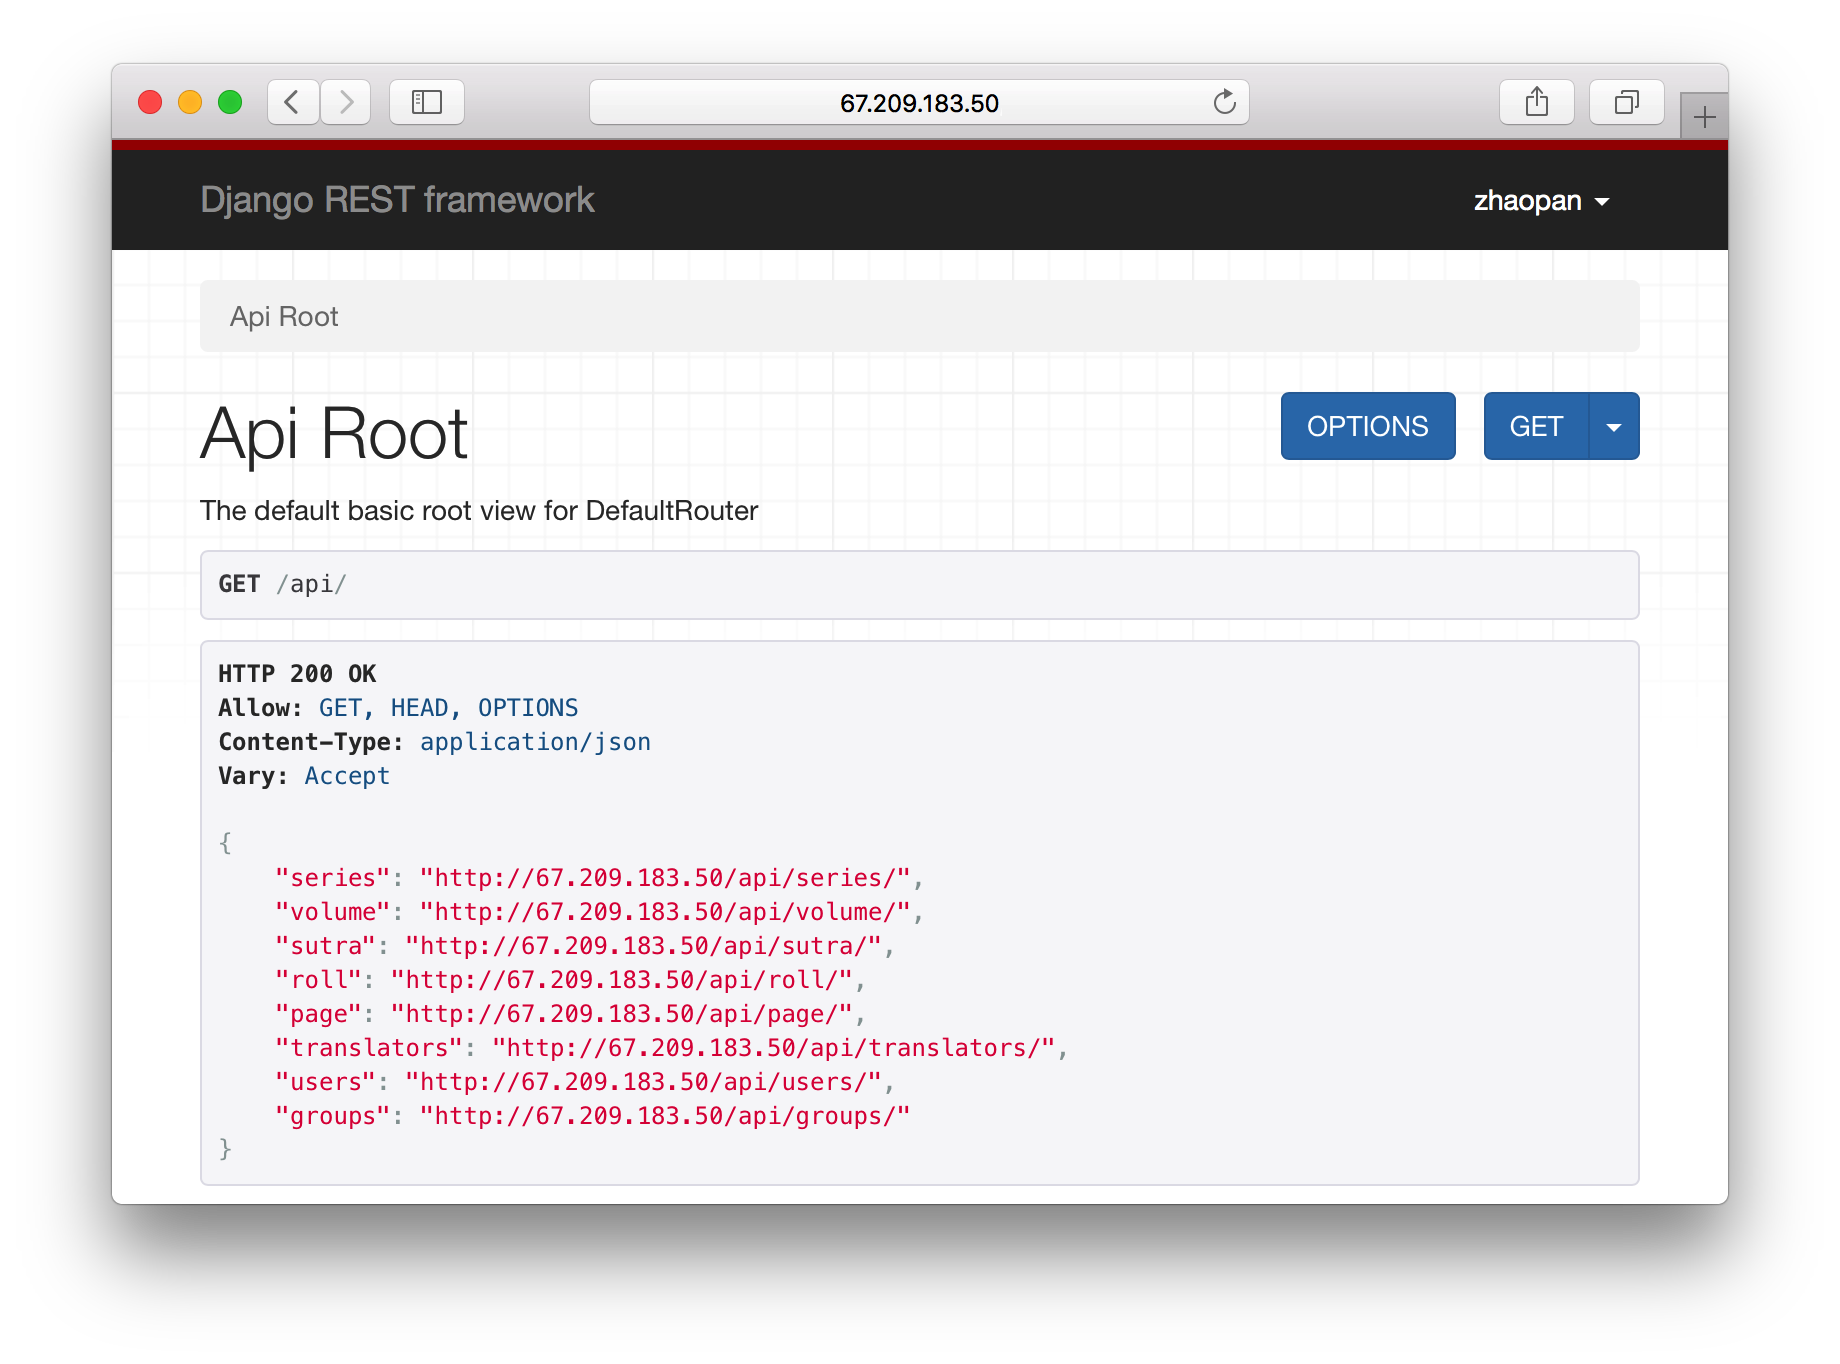 67.209.183.50
Django REST framework
zhaopan
Api Root
Api Root
OPTIONS
GET
The default basic root view for DefaultRouter
GET /api/
HTTP 200 OK
Allow: GET, HEAD, OPTIONS
Content-Type: application/json
Vary: Accept
{
    "series": "http://67.209.183.50/api/series/",
    "volume": "http://67.209.183.50/api/volume/",
    "sutra": "http://67.209.183.50/api/sutra/",
    "roll": "http://67.209.183.50/api/roll/",
    "page": "http://67.209.183.50/api/page/",
    "translators": "http://67.209.183.50/api/translators/",
    "users": "http://67.209.183.50/api/users/",
    "groups": "http://67.209.183.50/api/groups/"
}